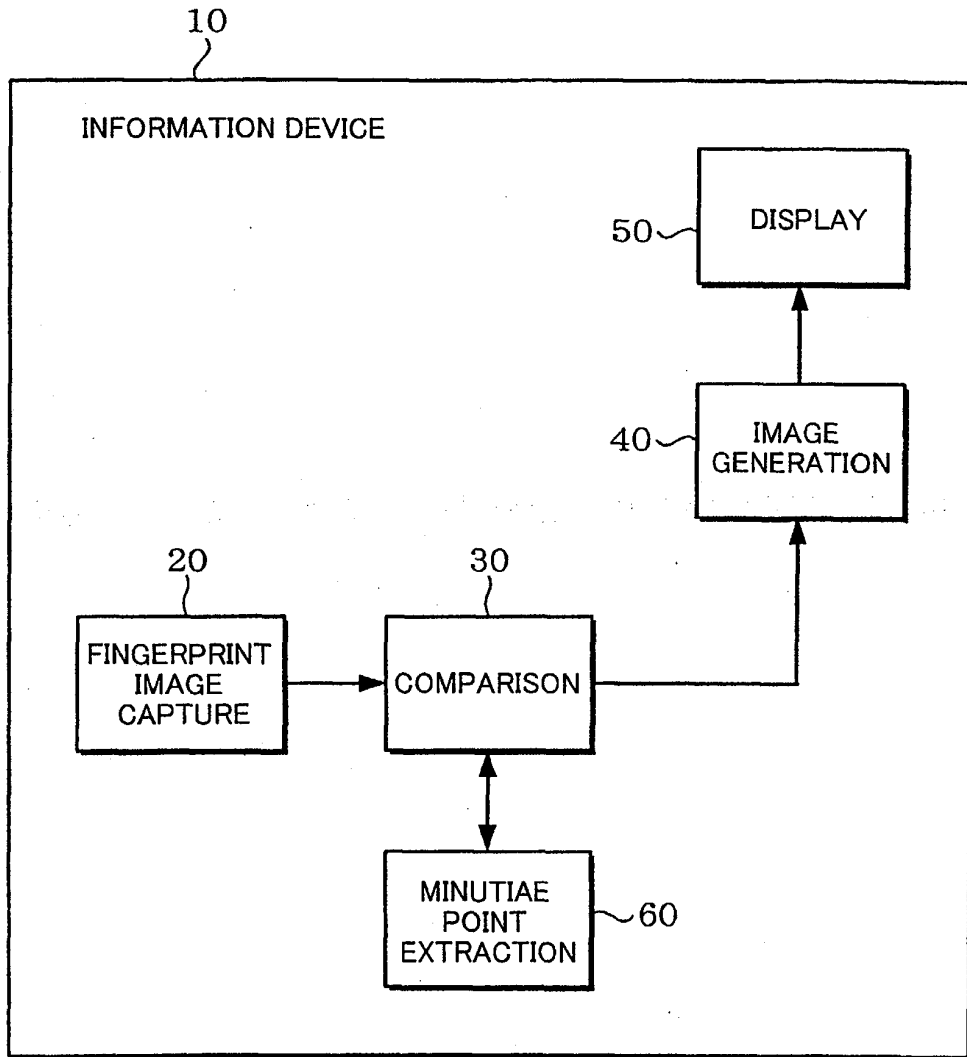 10
INFORMATION DEVICE
50
DISPLAY
40
IMAGE
GENERATION
20
30
FINGERPRINT
IMAGE
CAPTURE
COMPARISON
MINUTIAE
POINT
EXTRACTION
60